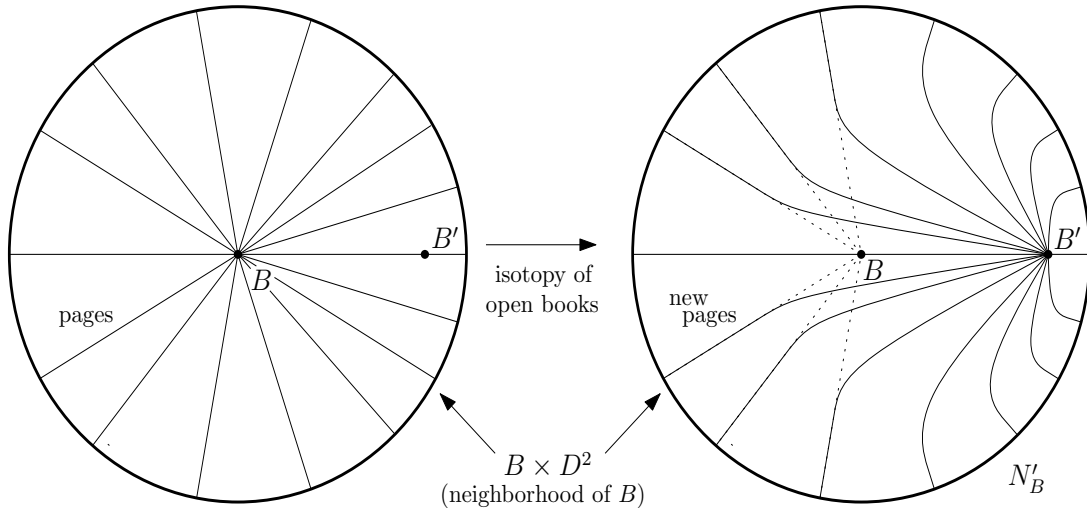 B'
B
pages
isotopy of
open books
B'
B
new
pages
B × D²
(neighborhood of B)
N'_B